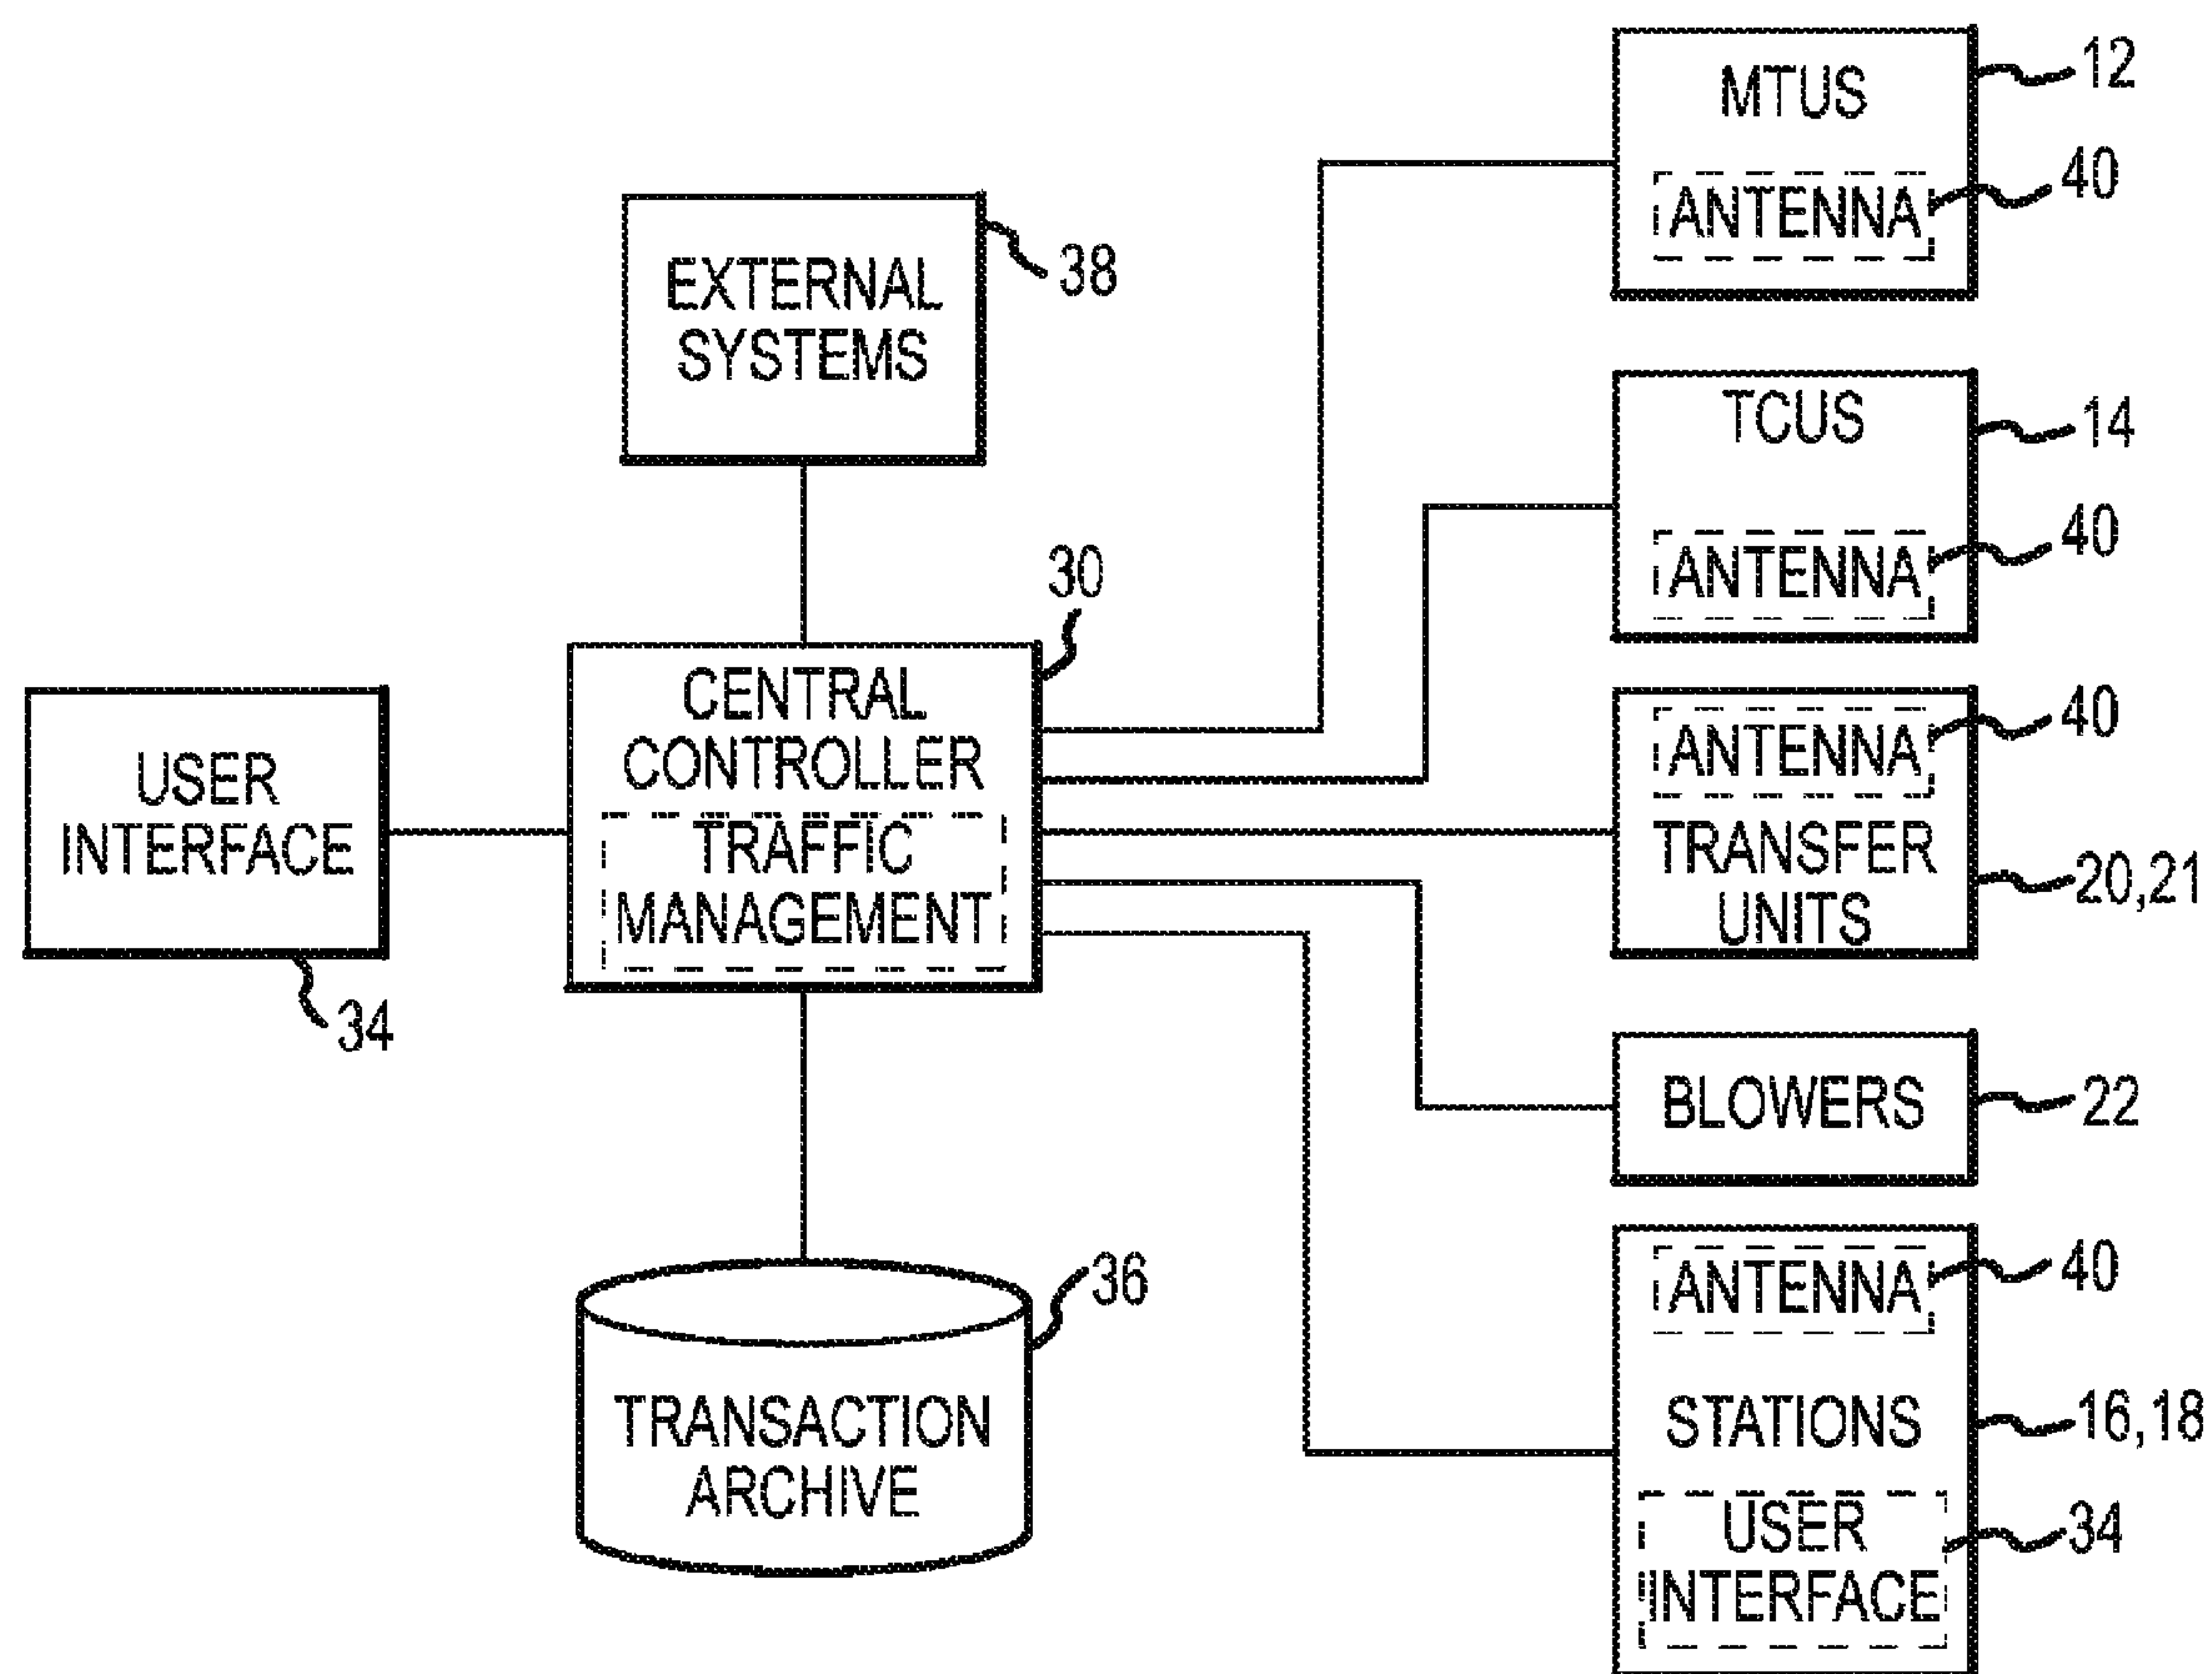 EXTERNAL
SYSTEMS
38
30
CENTRAL
CONTROLLER
TRAFFIC
MANAGEMENT
USER
INTERFACE
34
36
TRANSACTION
ARCHIVE
MTUS
12
ANTENNA
40
TCUS
14
ANTENNA
40
ANTENNA
40
TRANSFER
UNITS
20,21
BLOWERS
22
ANTENNA
40
STATIONS
16,18
USER
INTERFACE
34